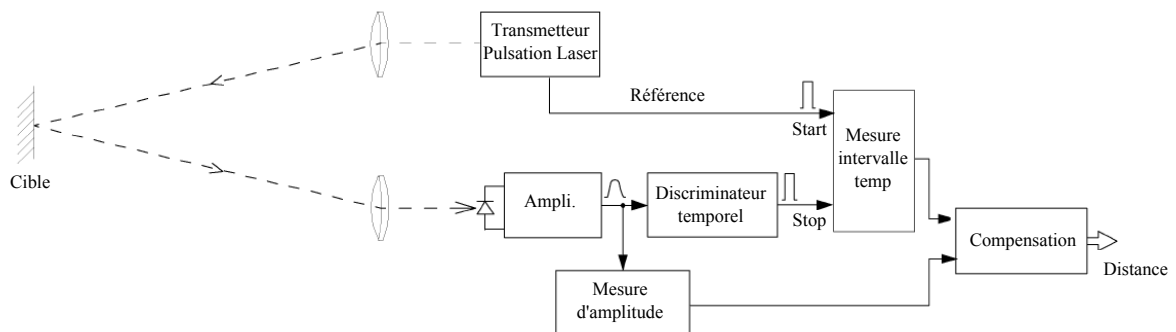 Transmetteur
Pulsation Laser
Référence
Start
Mesure
intervalle
temp
Cible
Ampli.
Discriminateur
temporel
Stop
Compensation
Distance
Mesure
d'amplitude